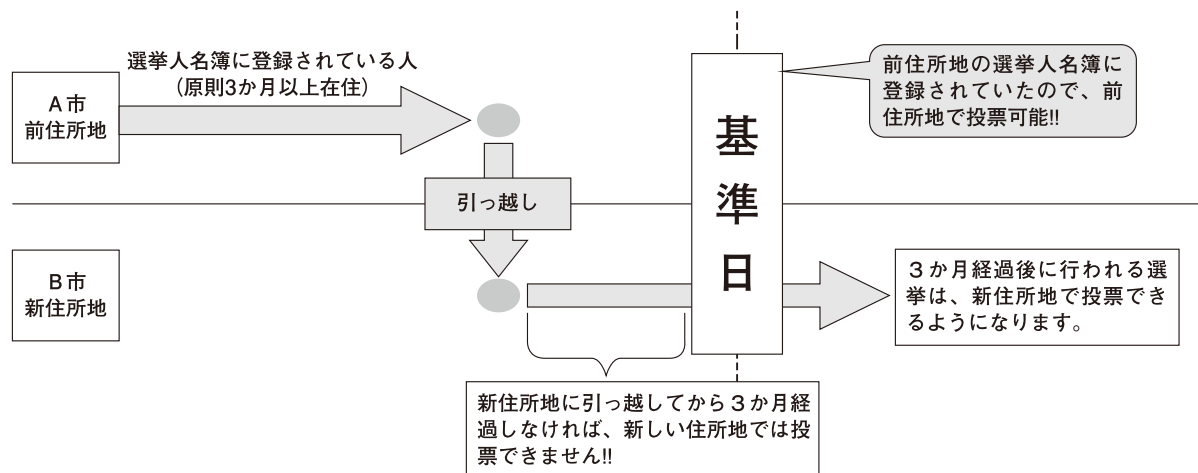 選挙人名簿に登録されている人
（原則3か月以上在住）
A市
前住所地
引っ越し
基準日
前住所地の選挙人名簿に
登録されていたので、前
住所地で投票可能!!
B市
新住所地
３か月経過後に行われる選
挙は、新住所地で投票でき
るようになります。
新住所地に引っ越してから３か月経
過しなければ、新しい住所地では投
票できません!!